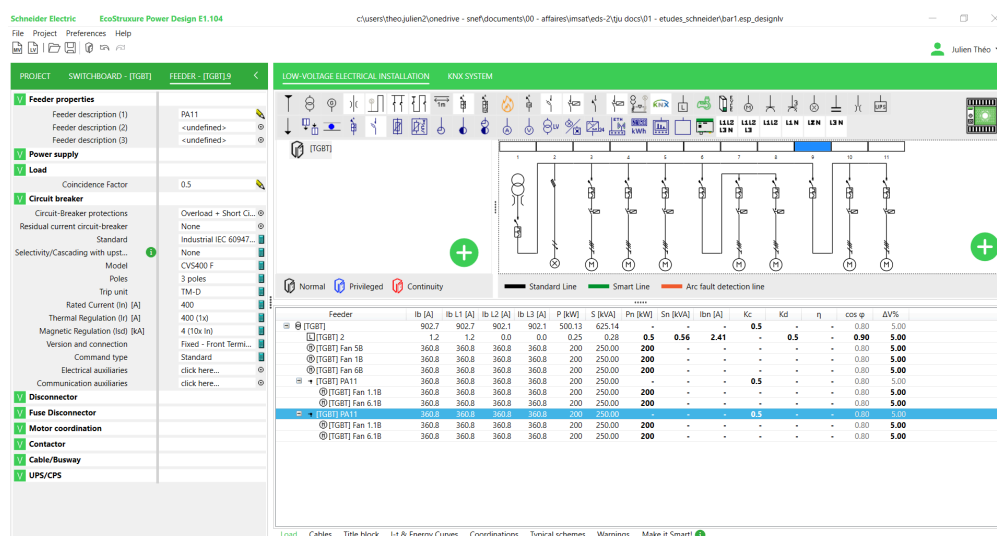 Schneider Electric EcoStruxure Power Design E1.104 c:\users\theo.julien2\onedrive - snef\documents\00 - affaires\imsat\eds-2\tju docs\01 - etudes_schneider\bar1.esp_designlv
File Project Preferences Help
MV LV
Julien Théo
PROJECT SWITCHBOARD - [TGBT] FEEDER - [TGBT].9
LOW-VOLTAGE ELECTRICAL INSTALLATION KNX SYSTEM
Feeder properties
Feeder description (1) PA11
Feeder description (2) <undefined>
Feeder description (3) <undefined>
Power supply
Load
Coincidence Factor 0.5
Circuit breaker
Circuit-Breaker protections Overload + Short Ci...
Residual current circuit-breaker None
Standard Industrial IEC 60947...
Selectivity/Cascading with upst... None
Model CVS400 F
Poles 3 poles
Trip unit TM-D
Rated Current (In) [A] 400
Thermal Regulation (Ir) [A] 400 (1x)
Magnetic Regulation (Isd) [kA] 4 (10x In)
Version and connection Fixed - Front Termi...
Command type Standard
Electrical auxiliaries click here...
Communication auxiliaries click here...
Disconnector
Fuse Disconnector
Motor coordination
Contactor
Cable/Busway
UPS/CPS
1m KNX L UPS
kWh L1L2L3N L1L2L3 L1L2 L1N L2N L3N
[TGBT]
1 2 3 4 5 6 7 8 9 10 11
M M M M M M M
Normal Privileged Continuity
Standard Line Smart Line Arc fault detection line
Feeder Ib [A] Ib L1 [A] Ib L2 [A] Ib L3 [A] P [kW] S [kVA] Pn [kW] Sn [kVA] Ibn [A] Kc Kd η cos φ ΔV%
[TGBT] 902.7 902.7 902.1 902.1 500.13 625.14 - - - 0.5 - - 0.80 5.00
L [TGBT] 2 1.2 1.2 0.0 0.0 0.25 0.28 0.5 0.56 2.41 - 0.5 - 0.90 5.00
[TGBT] Fan 5B 360.8 360.8 360.8 360.8 200 250.00 200 - - - - - 0.80 5.00
[TGBT] Fan 1B 360.8 360.8 360.8 360.8 200 250.00 200 - - - - - 0.80 5.00
[TGBT] Fan 6B 360.8 360.8 360.8 360.8 200 250.00 200 - - - - - 0.80 5.00
[TGBT] PA11 360.8 360.8 360.8 360.8 200 250.00 - - - 0.5 - - 0.80 5.00
[TGBT] Fan 1.1B 360.8 360.8 360.8 360.8 200 250.00 200 - - - - - 0.80 5.00
[TGBT] Fan 6.1B 360.8 360.8 360.8 360.8 200 250.00 200 - - - - - 0.80 5.00
[TGBT] PA11 360.8 360.8 360.8 360.8 200 250.00 - - - 0.5 - - 0.80 5.00
[TGBT] Fan 1.1B 360.8 360.8 360.8 360.8 200 250.00 200 - - - - - 0.80 5.00
[TGBT] Fan 6.1B 360.8 360.8 360.8 360.8 200 250.00 200 - - - - - 0.80 5.00
Load Cables Title block I-t & Energy Curves Coordinations Typical schemes Warnings Make it Smart!